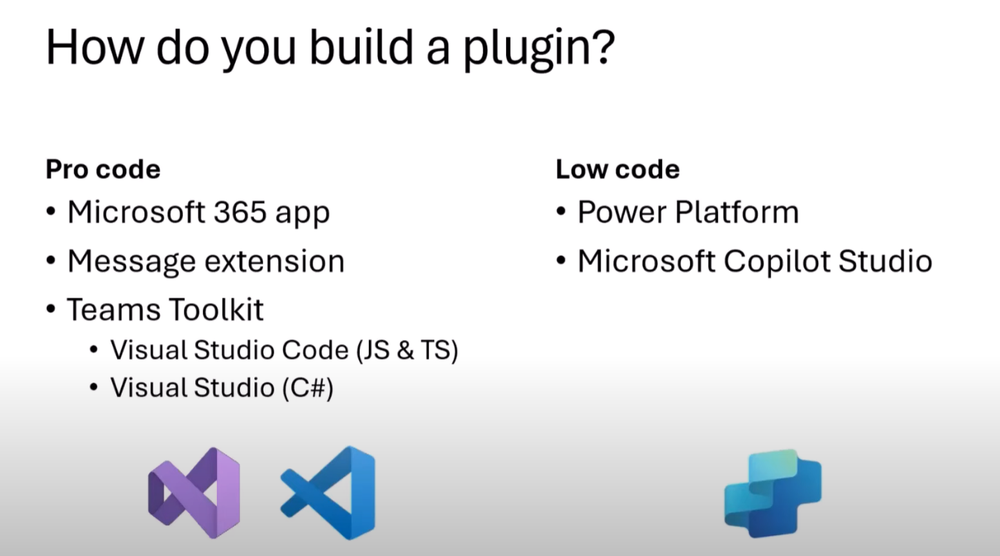 How do you build a plugin?
Pro code
• Microsoft 365 app
• Message extension
• Teams Toolkit
• Visual Studio Code (JS & TS)
• Visual Studio (C#)
Low code
• Power Platform
• Microsoft Copilot Studio